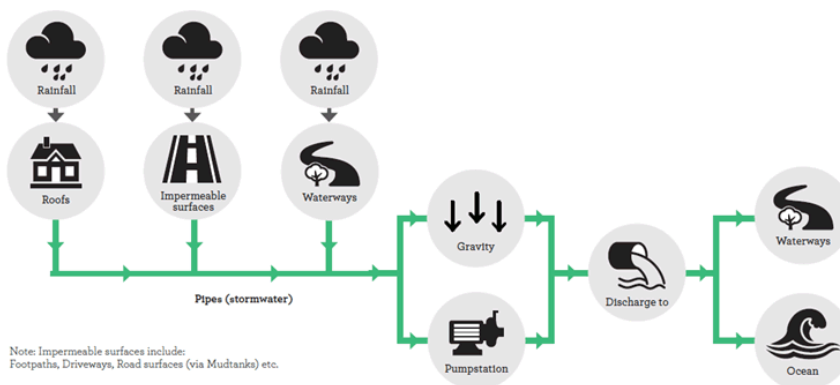 Rainfall
Rainfall
Rainfall
Roofs
Impermeable
surfaces
Waterways
Gravity
Waterways
Discharge to
Pipes (stormwater)
Pumpstation
Ocean
Note: Impermeable surfaces include:
Footpaths, Driveways, Road surfaces (via Mudtanks) etc.